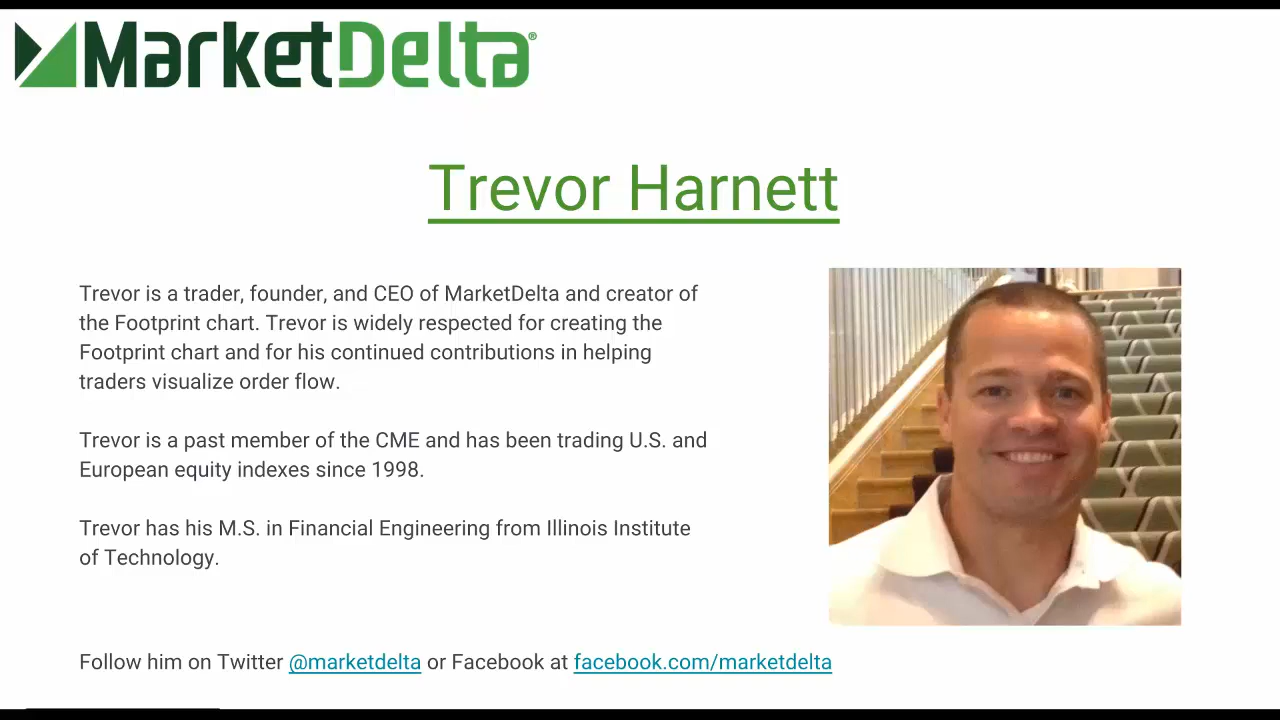 MarketDelta®
Trevor Harnett
Trevor is a trader, founder, and CEO of MarketDelta and creator of
the Footprint chart. Trevor is widely respected for creating the
Footprint chart and for his continued contributions in helping
traders visualize order flow.
Trevor is a past member of the CME and has been trading U.S. and
European equity indexes since 1998.
Trevor has his M.S. in Financial Engineering from Illinois Institute
of Technology.
Follow him on Twitter @marketdelta or Facebook at facebook.com/marketdelta